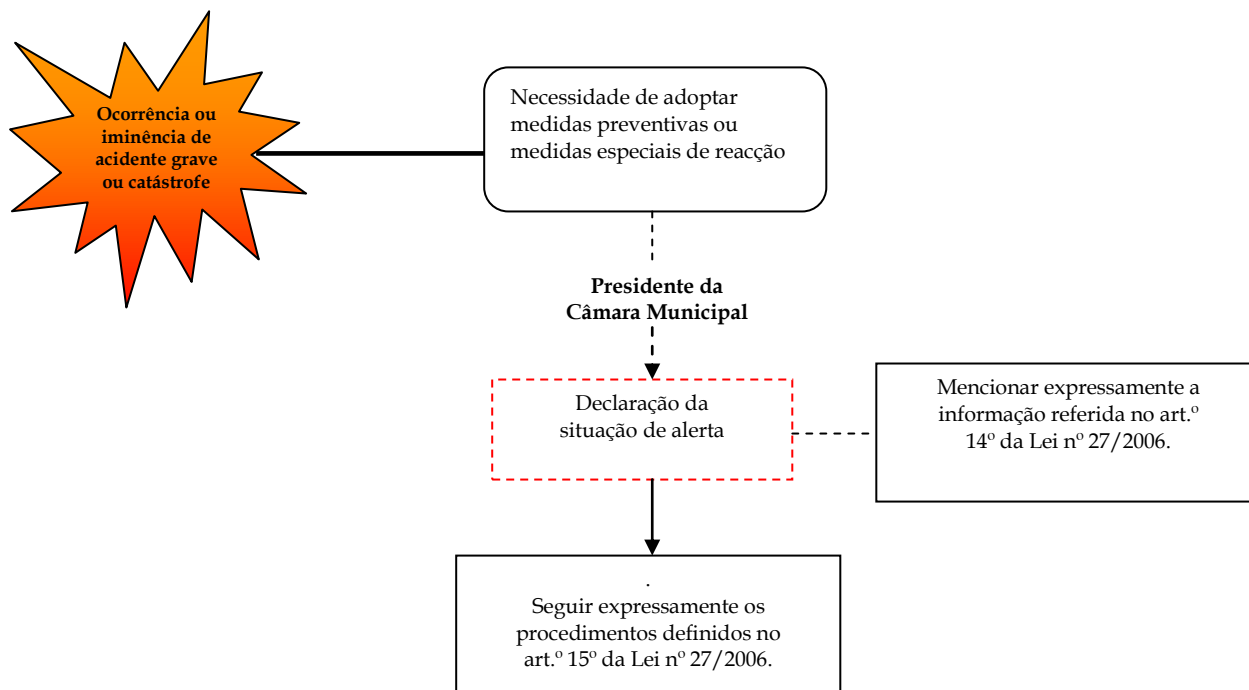 Ocorrência ou
iminência de
acidente grave
ou catástrofe
Necessidade de adoptar
medidas preventivas ou
medidas especiais de reacção
Presidente da
Câmara Municipal
Declaração da
situação de alerta
Mencionar expressamente a
informação referida no art.º
14º da Lei nº 27/2006.
.
Seguir expressamente os
procedimentos definidos no
art.º 15º da Lei nº 27/2006.